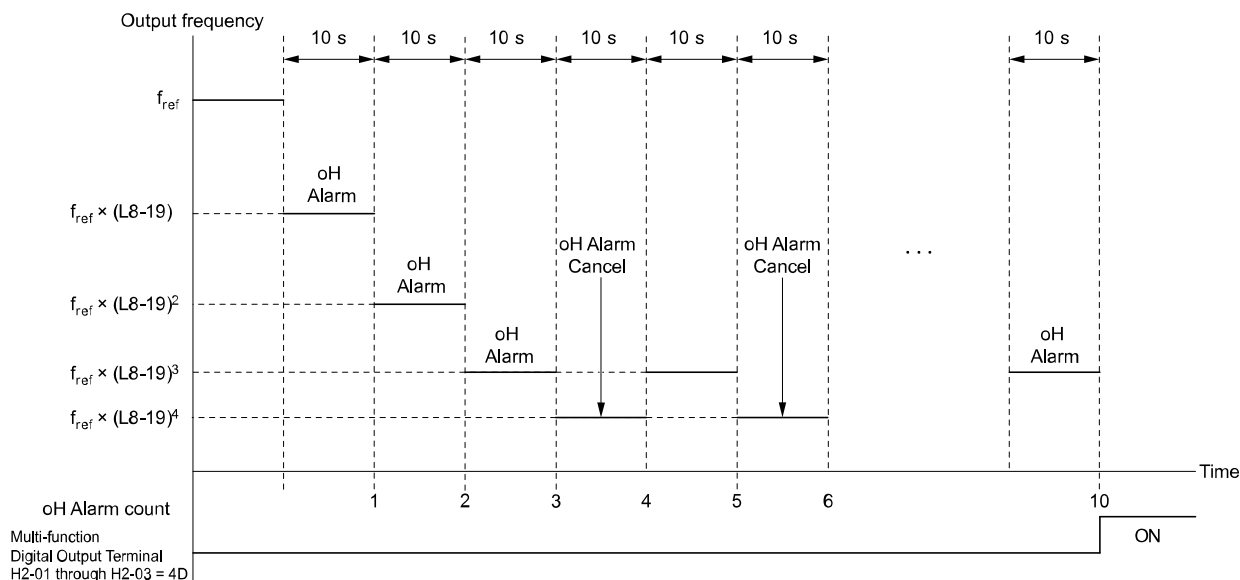 Output frequency
10 s 10 s 10 s 10 s 10 s 10 s 10 s
fref
oH
Alarm
fref × (L8-19)
oH Alarm
Cancel
oH Alarm
Cancel
oH
Alarm
. . .
fref × (L8-19)2
oH
Alarm
oH
Alarm
fref × (L8-19)3
fref × (L8-19)4
Time
oH Alarm count
1 2 3 4 5 6 10
Multi-function
Digital Output Terminal
H2-01 through H2-03 = 4D
ON